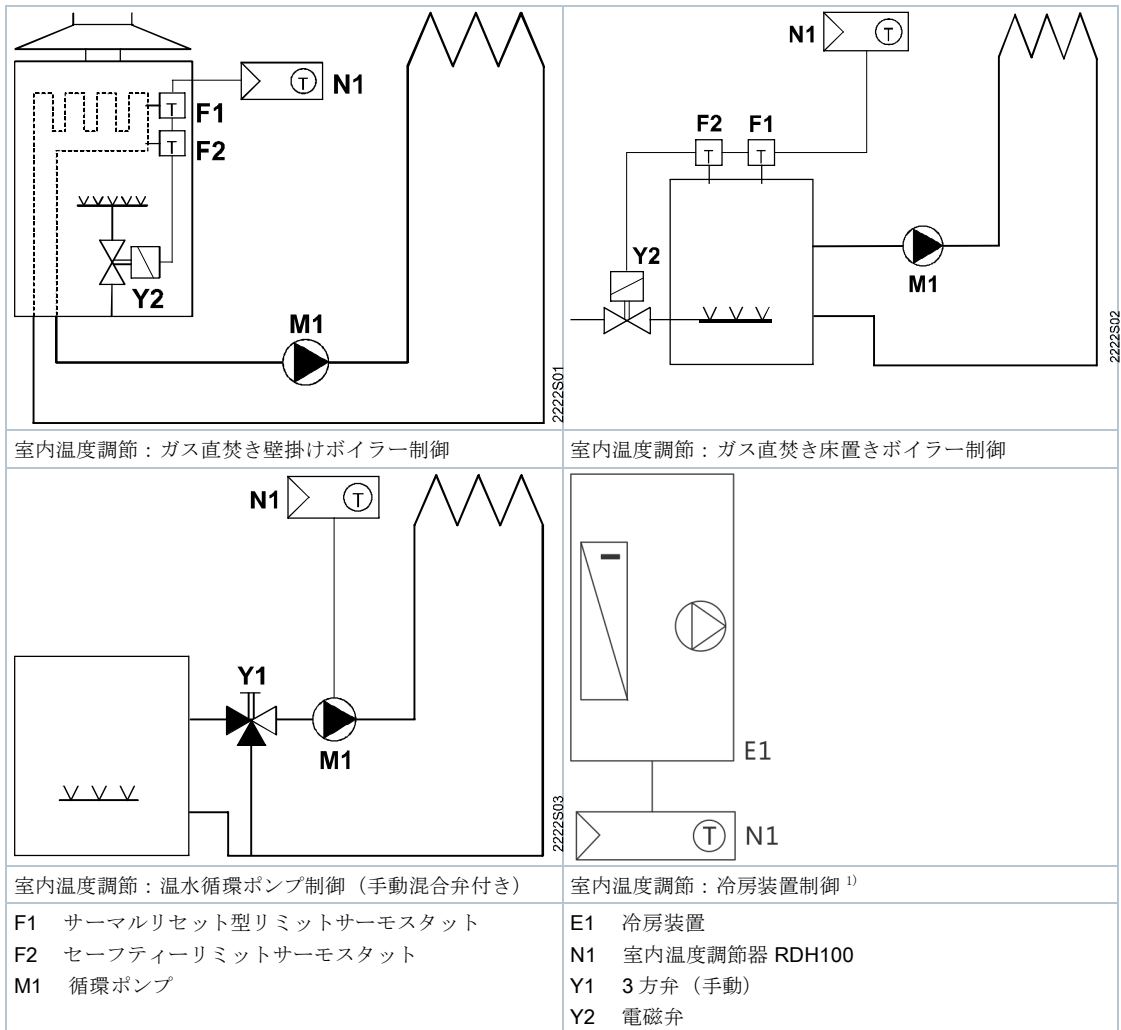 N1
T
T
F1
T
F2
Y2
M1
2222S01
室内温度調節：ガス直焚き壁掛けボイラー制御
N1
T
F2
F1
T
T
Y2
M1
2222S02
室内温度調節：ガス直焚き床置きボイラー制御
N1
T
Y1
M1
2222S03
室内温度調節：温水循環ポンプ制御（手動混合弁付き）
E1
T
N1
室内温度調節：冷房装置制御 1)
F1 サーマルリセット型リミットサーモスタット
F2 セーフティーリミットサーモスタット
M1 循環ポンプ
E1 冷房装置
N1 室内温度調節器 RDH100
Y1 3 方弁（手動）
Y2 電磁弁